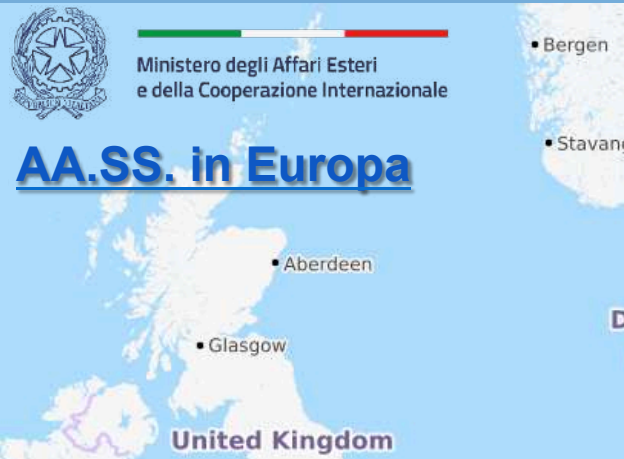 Ministero degli Affari Esteri
e della Cooperazione Internazionale
AA.SS. in Europa
Bergen
Stavang
Aberdeen
D
Glasgow
United Kingdom